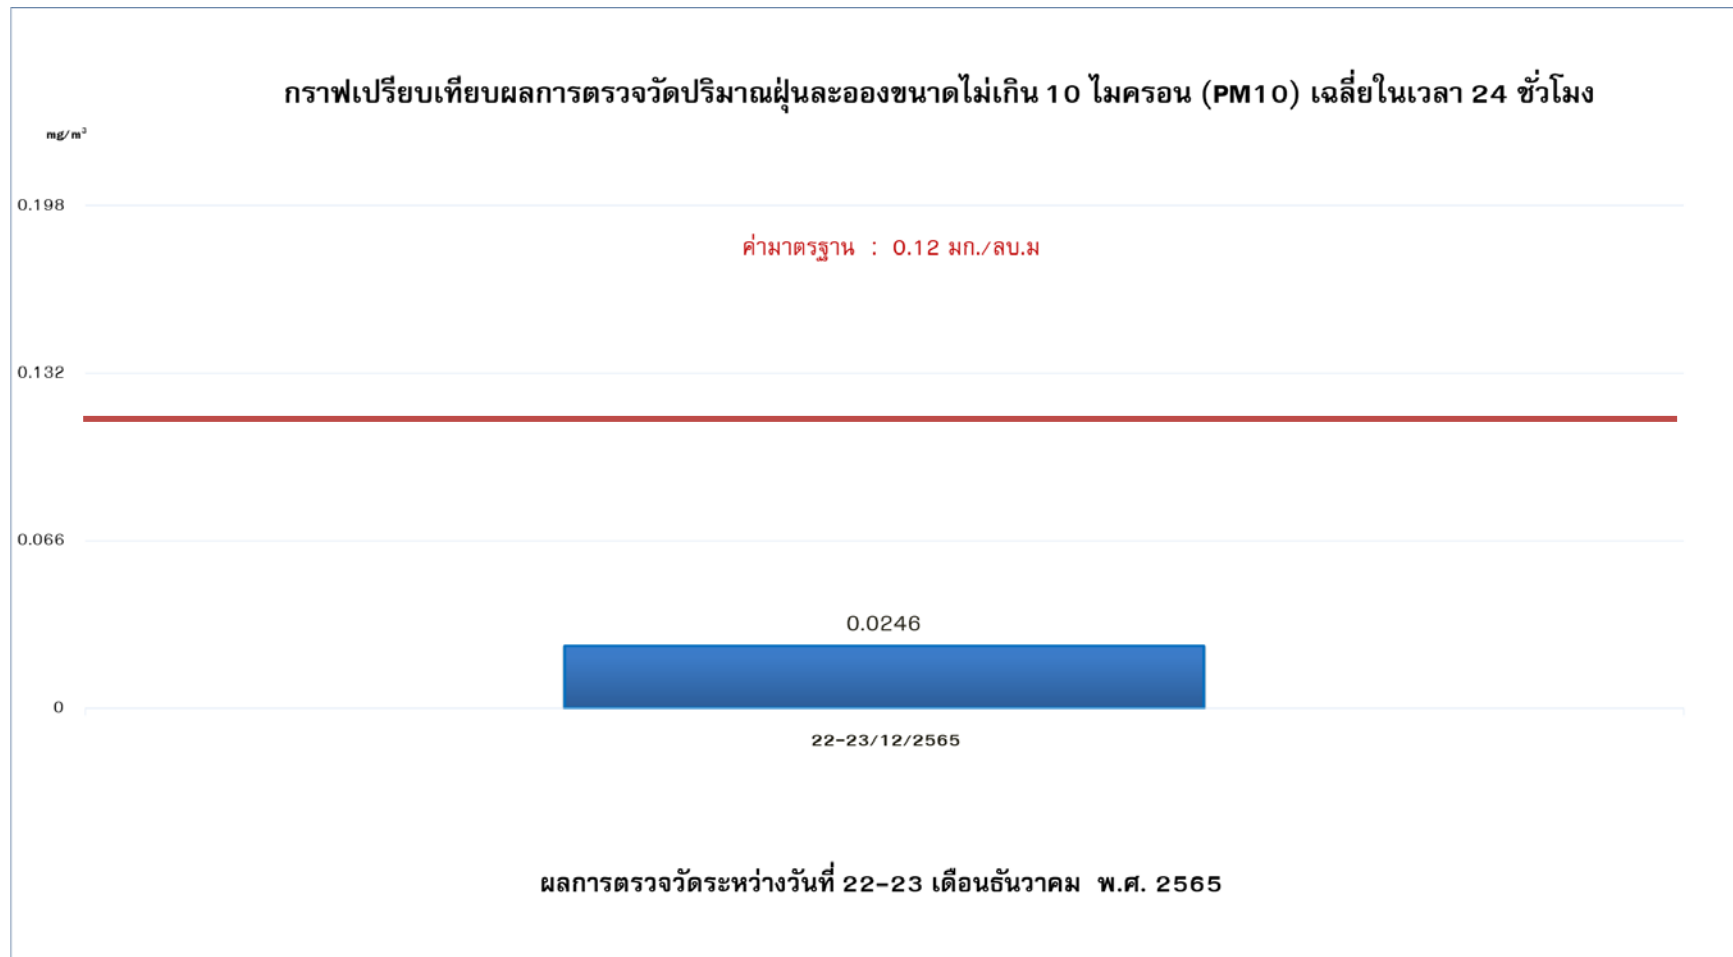 กราฟเปรียบเทียบผลการตรวจวัดปริมาณฝุ่นละอองขนาดไม่เกิน 10 ไมครอน (PM10) เฉลี่ยในเวลา 24 ชั่วโมง
mg/m³
0.198
ค่ามาตรฐาน : 0.12 มก./ลบ.ม
0.132
0.066
0.0246
0
22-23/12/2565
ผลการตรวจวัดระหว่างวันที่ 22-23 เดือนธันวาคม พ.ศ. 2565